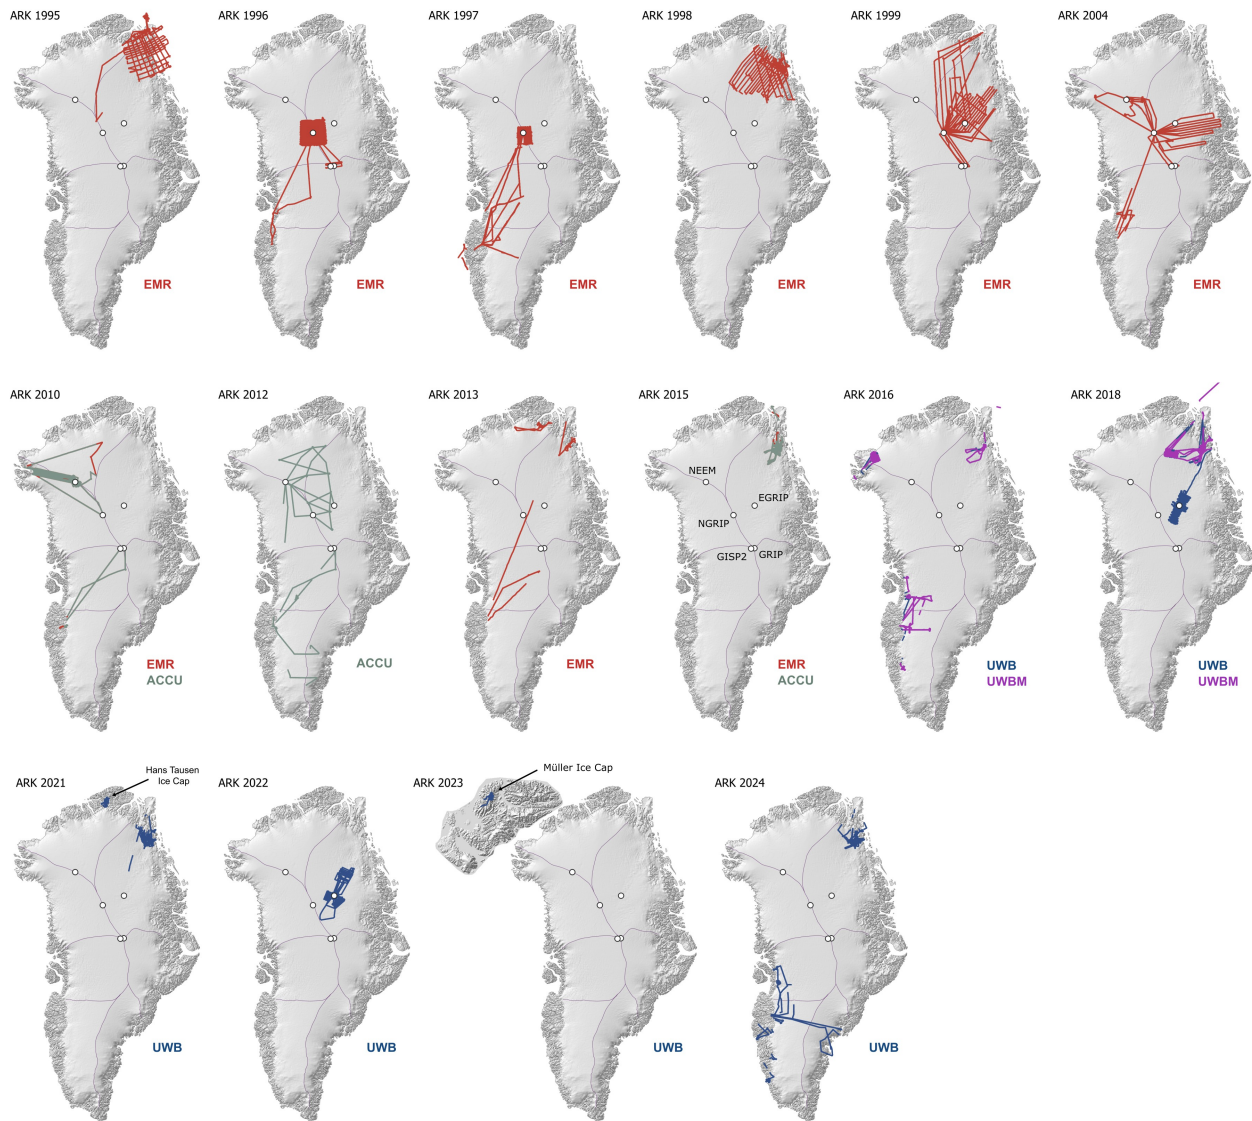 ARK 1995
ARK 1996
ARK 1997
ARK 1998
ARK 1999
ARK 2004
EMR
EMR
EMR
EMR
EMR
EMR
ARK 2010
ARK 2012
ARK 2013
ARK 2015
ARK 2016
ARK 2018
NEEM
EGRIP
NGRIP
GISP2
GRIP
EMR
ACCU
ACCU
EMR
EMR
ACCU
UWB
UWBM
UWB
UWBM
ARK 2021
Hans Tausen
Ice Cap
ARK 2022
ARK 2023
Müller Ice Cap
ARK 2024
UWB
UWB
UWB
UWB